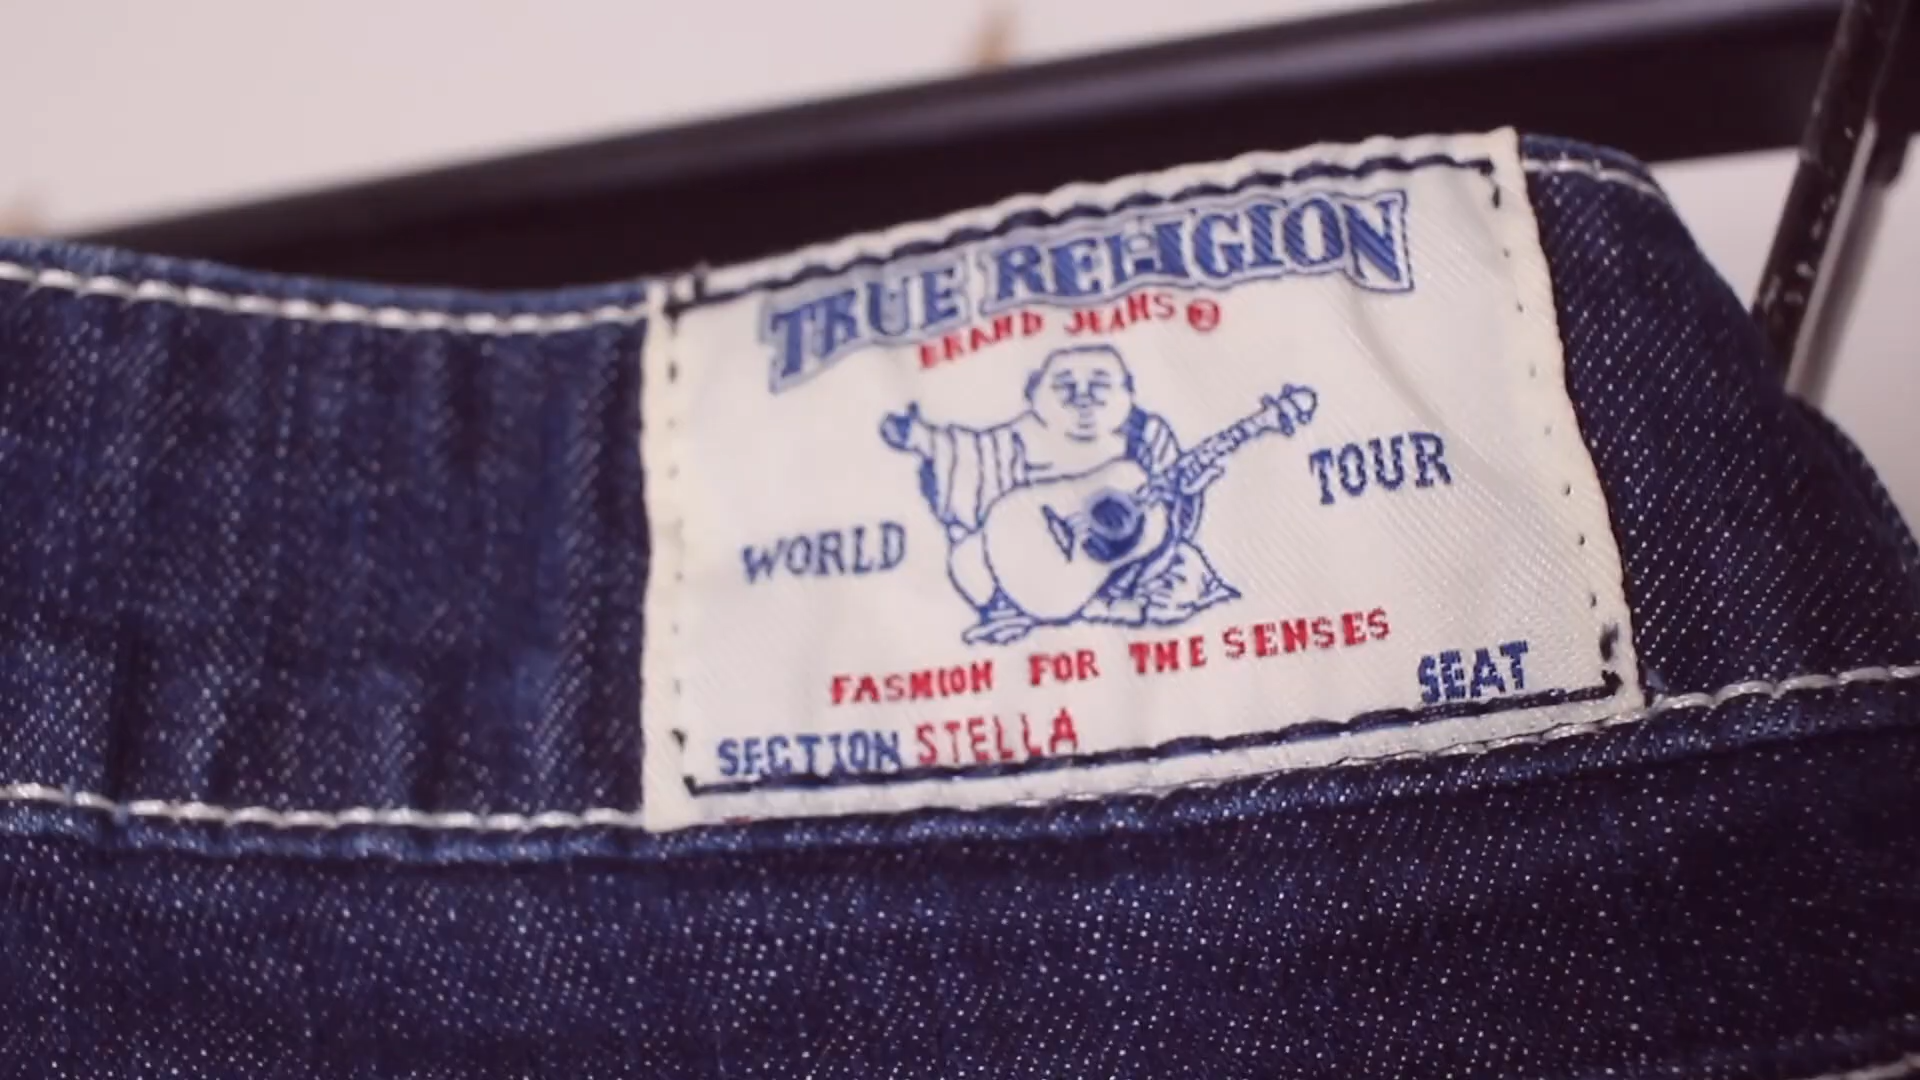 TRUE RELIGION
BRAND JEANS ®
WORLD TOUR
FASHION FOR THE SENSES
SEAT
SECTION STELLA